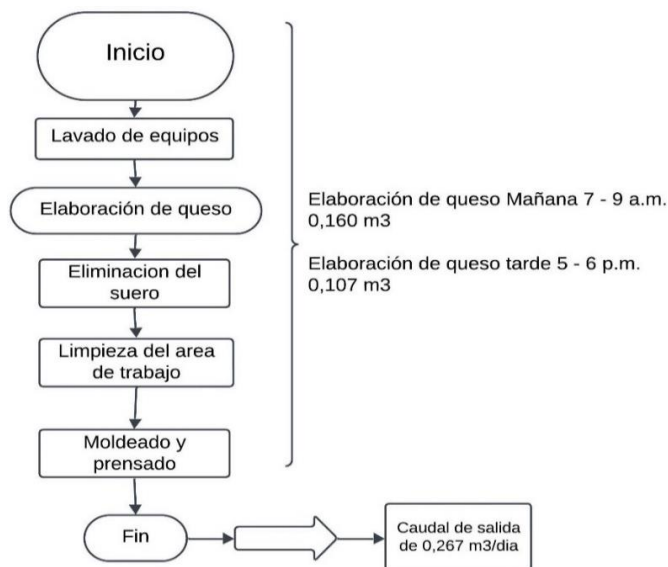 Inicio
Lavado de equipos
Elaboración de queso
Eliminacion del
suero
Limpieza del area
de trabajo
Moldeado y
prensado
Fin
Elaboración de queso Mañana 7 - 9 a.m.
0,160 m3
Elaboración de queso tarde 5 - 6 p.m.
0,107 m3
Caudal de salida
de 0,267 m3/dia